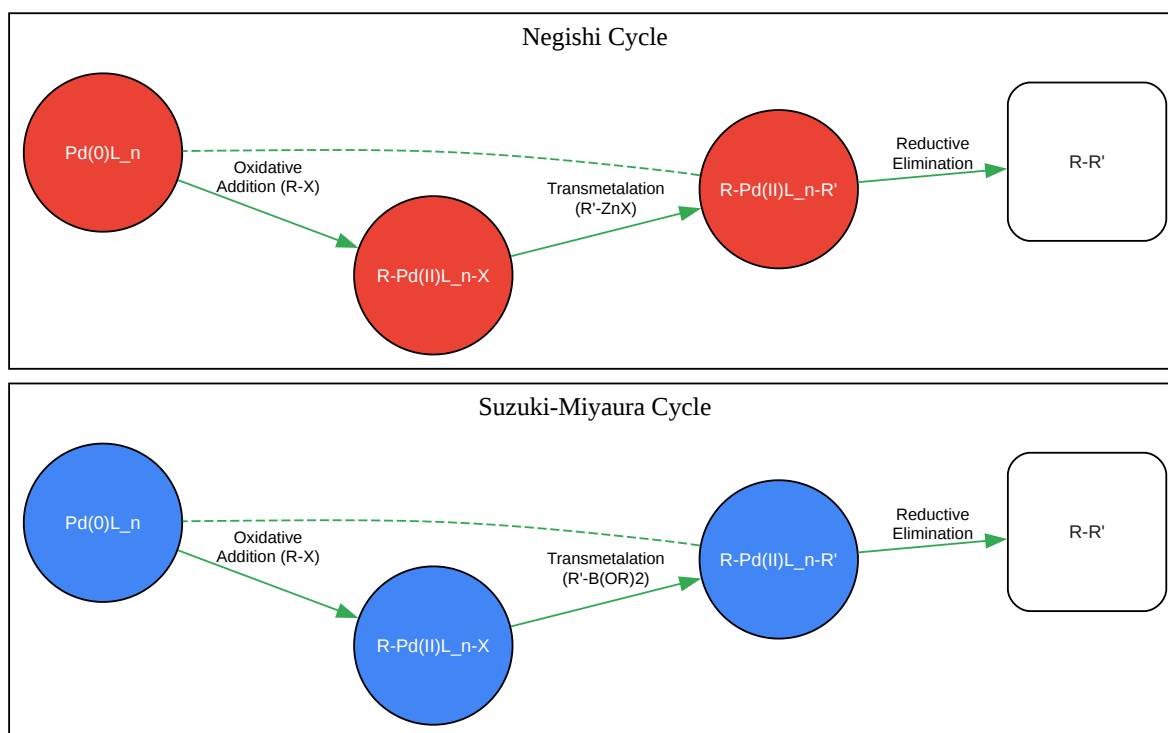 Negishi Cycle
Pd(0)L_n
Oxidative
Addition (R-X)
R-Pd(II)L_n-X
Transmetalation
(R'-ZnX)
R-Pd(II)L_n-R'
Reductive
Elimination
R-R'
Suzuki-Miyaura Cycle
Pd(0)L_n
Oxidative
Addition (R-X)
R-Pd(II)L_n-X
Transmetalation
(R'-B(OR)2)
R-Pd(II)L_n-R'
Reductive
Elimination
R-R'